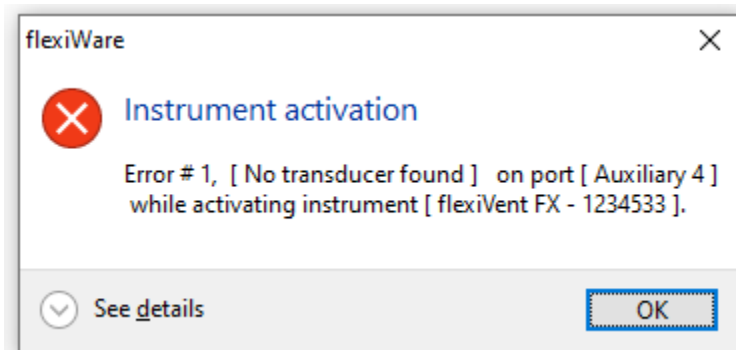 flexiWare
Instrument activation
Error # 1, [ No transducer found ] on port [ Auxiliary 4 ]
while activating instrument [ flexiVent FX - 1234533 ].
See details
OK